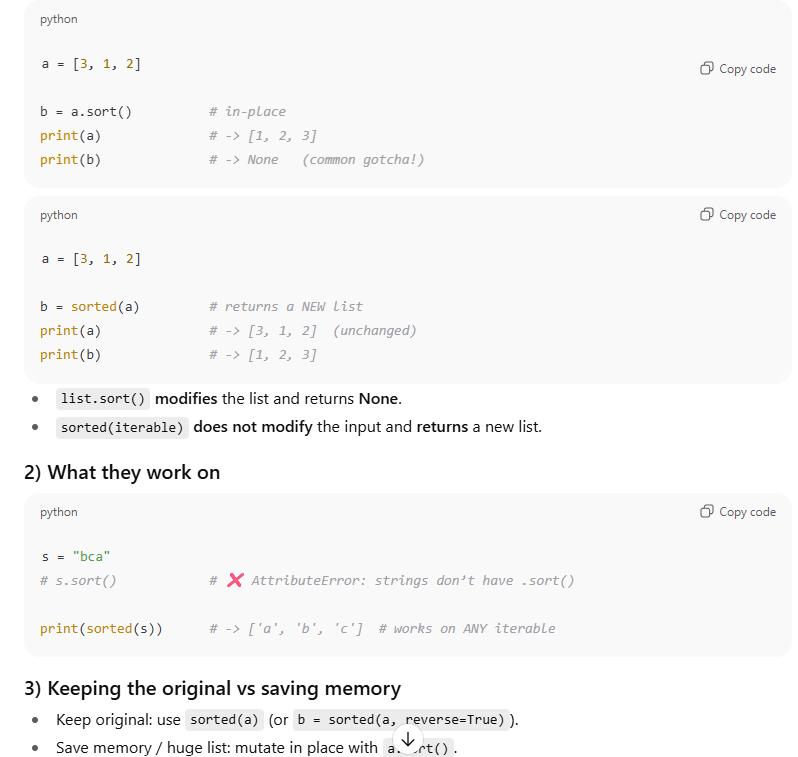 python
a = [3, 1, 2]
Copy code
b = a.sort() # in-place
print(a) # -> [1, 2, 3]
print(b) # -> None (common gotcha!)
python
Copy code
a = [3, 1, 2]
b = sorted(a) # returns a NEW list
print(a) # -> [3, 1, 2] (unchanged)
print(b) # -> [1, 2, 3]
• list.sort() modifies the list and returns None.
• sorted(iterable) does not modify the input and returns a new list.
2) What they work on
python
Copy code
s = "bca"
# s.sort() # ❌ AttributeError: strings don’t have .sort()
print(sorted(s)) # -> ['a', 'b', 'c'] # works on ANY iterable
3) Keeping the original vs saving memory
• Keep original: use sorted(a) (or b = sorted(a, reverse=True)).
• Save memory / huge list: mutate in place with a.sort().